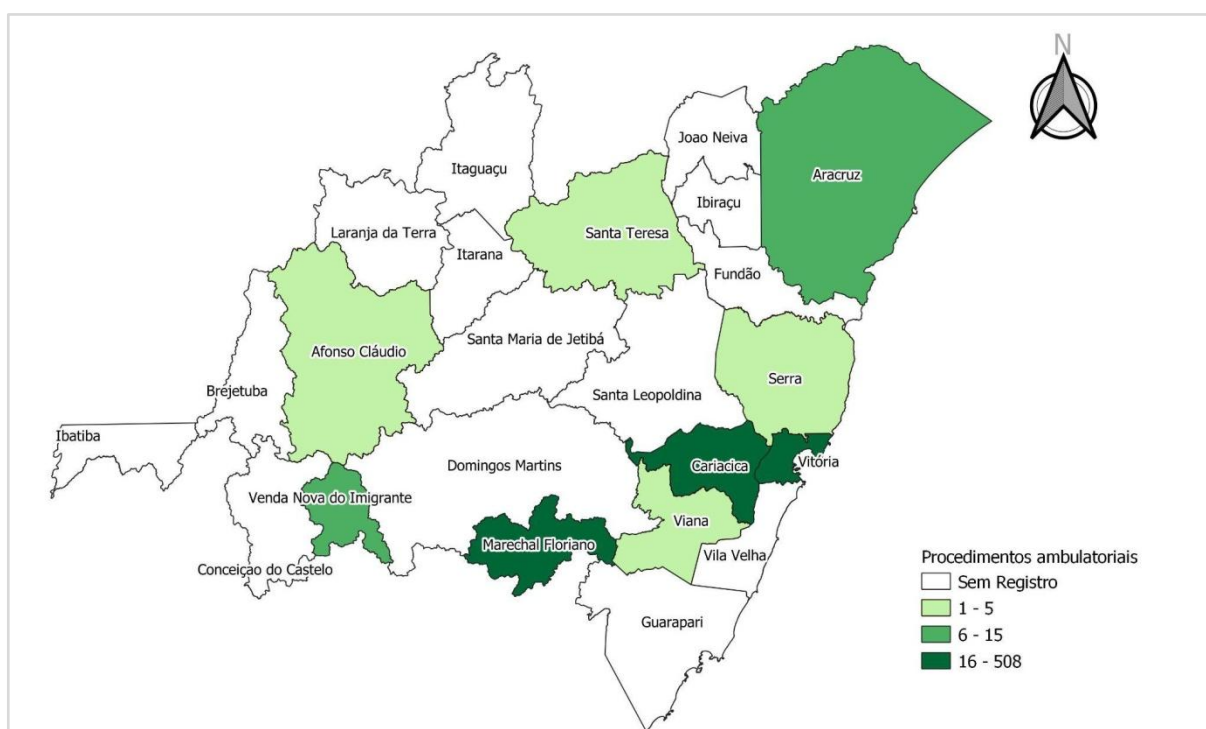 N
Joao Neiva
Itaguaçu
Aracruz
Ibiraçu
Laranja da Terra
Santa Teresa
Itarana
Fundão
Santa Maria de Jetibá
Afonso Cláudio
Serra
Brejetuba
Santa Leopoldina
Ibatiba
Domingos Martins
Cariacica
Vitória
Venda Nova do Imigrante
Viana
Marechal Floriano
Vila Velha
Conceição do Castelo
Guarapari
Procedimentos ambulatoriais
Sem Registro
1 - 5
6 - 15
16 - 508